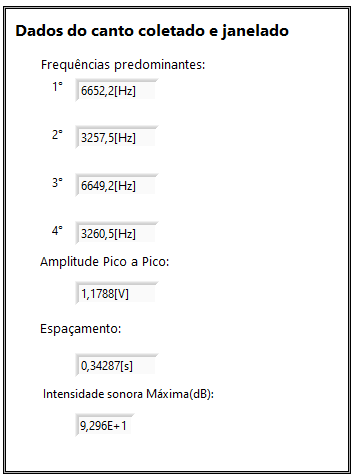 Dados do canto coletado e janelado
Frequências predominantes:
1° 6652,2[Hz]
2° 3257,5[Hz]
3° 6649,2[Hz]
4° 3260,5[Hz]
Amplitude Pico a Pico:
1,1788[V]
Espaçamento:
0,34287[s]
Intensidade sonora Máxima(dB):
9,296E+1